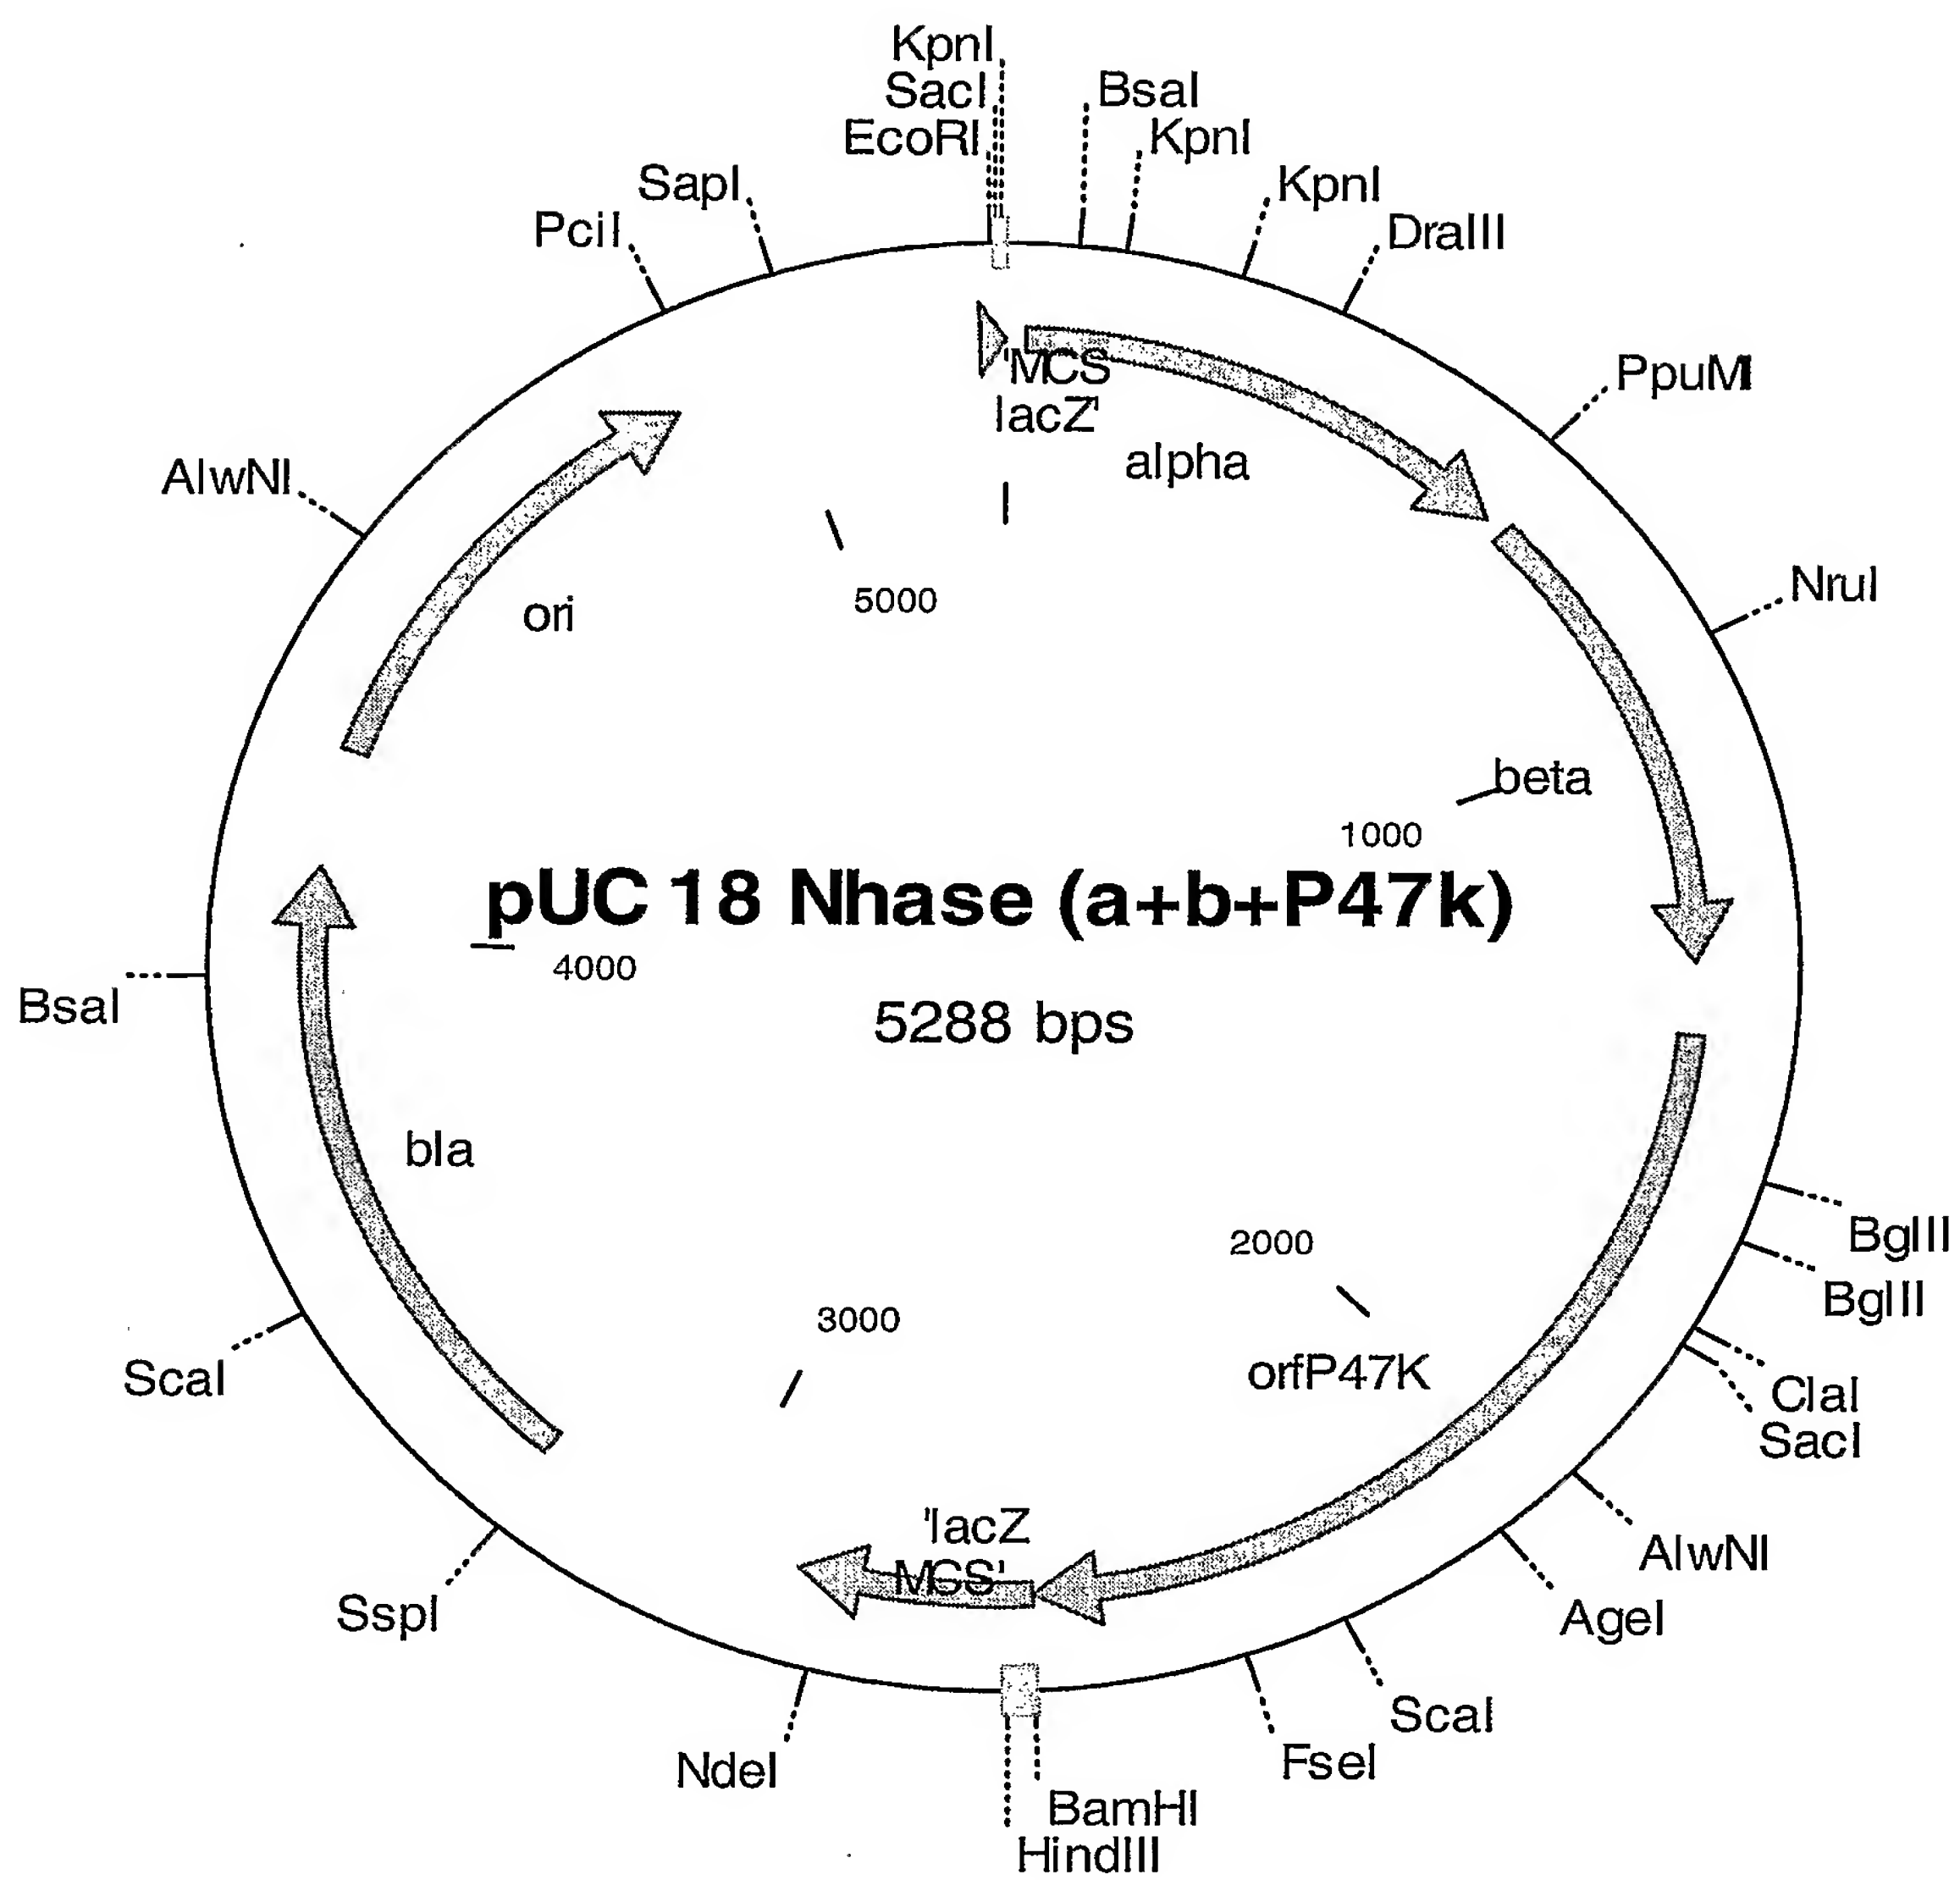 KpnI
SacI
BsaI
EcoRI
KpnI
SapI
KpnI
PciI
DraIII
'MCS
PpuMI
lacZ'
alpha
AlwNI
NruI
5000
ori
beta
1000
pUC 18 Nhase (a+b+P47k)
4000
BsaI
5288 bps
bla
2000
BglII
BglII
3000
ScaI
orfP47K
ClaI
SacI
'lacZ
AlwNI
MCS'
SspI
AgeI
ScaI
NdeI
FseI
BamHI
HindIII